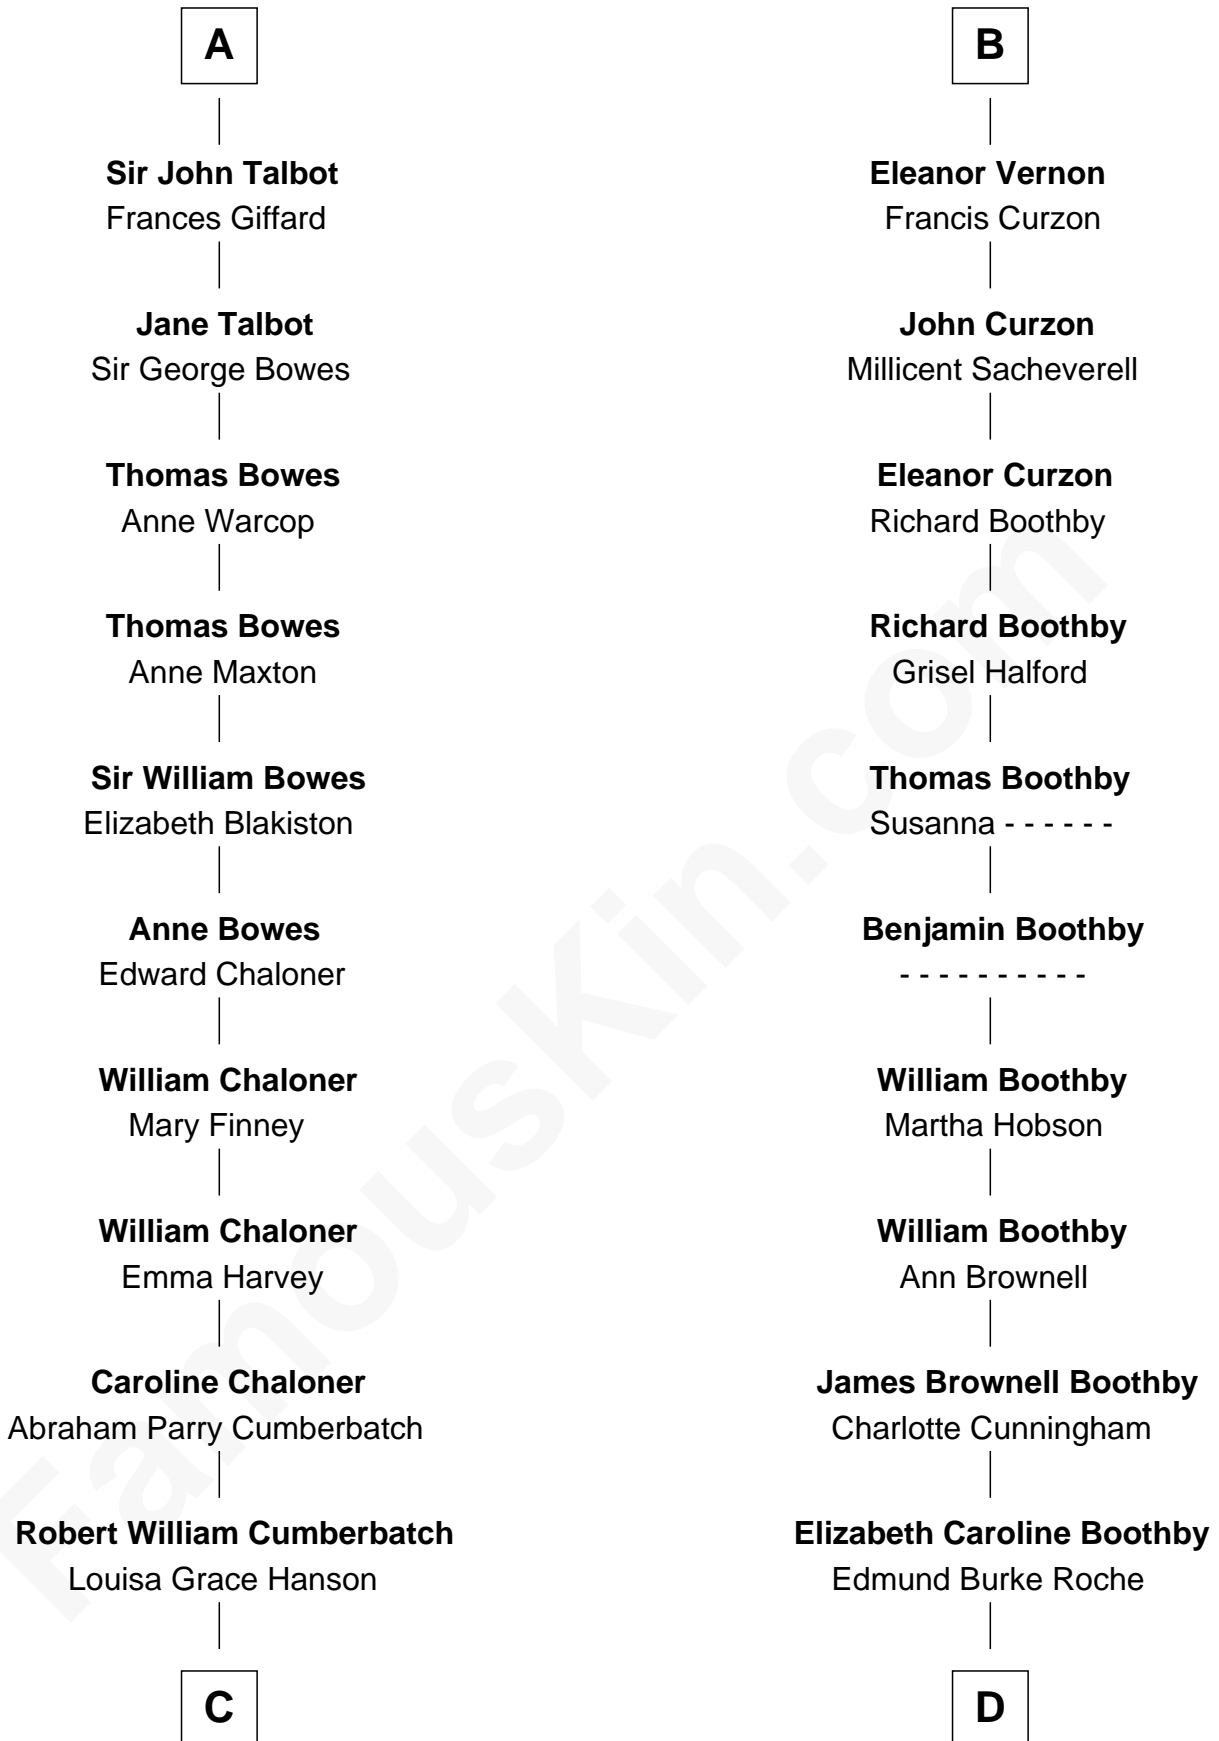 A
Sir John Talbot
Frances Giffard
Jane Talbot
Sir George Bowes
Thomas Bowes
Anne Warcop
Thomas Bowes
Anne Maxton
Sir William Bowes
Elizabeth Blakiston
Anne Bowes
Edward Chaloner
William Chaloner
Mary Finney
William Chaloner
Emma Harvey
Caroline Chaloner
Abraham Parry Cumberbatch
Robert William Cumberbatch
Louisa Grace Hanson
C
B
Eleanor Vernon
Francis Curzon
John Curzon
Millicent Sacheverell
Eleanor Curzon
Richard Boothby
Richard Boothby
Grisel Halford
Thomas Boothby
Susanna - - - - - -
Benjamin Boothby
- - - - - - - - - -
William Boothby
Martha Hobson
William Boothby
Ann Brownell
James Brownell Boothby
Charlotte Cunningham
Elizabeth Caroline Boothby
Edmund Burke Roche
D
FamousKin.com